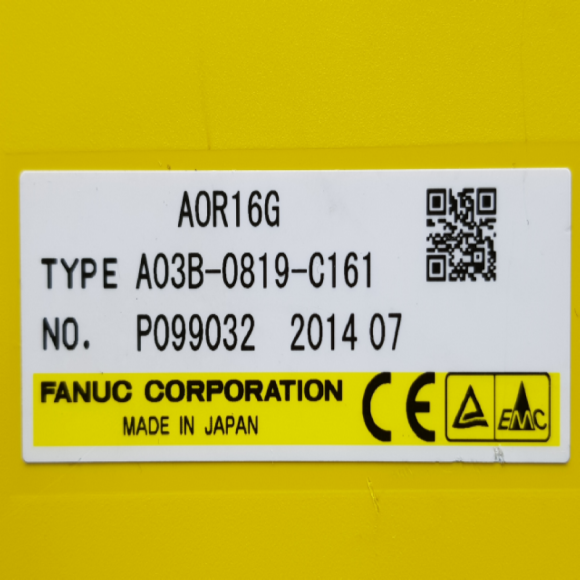 AOR16G
TYPE A03B-0819-C161
NO. P099032 2014 07
FANUC CORPORATION
MADE IN JAPAN
CE
EMC